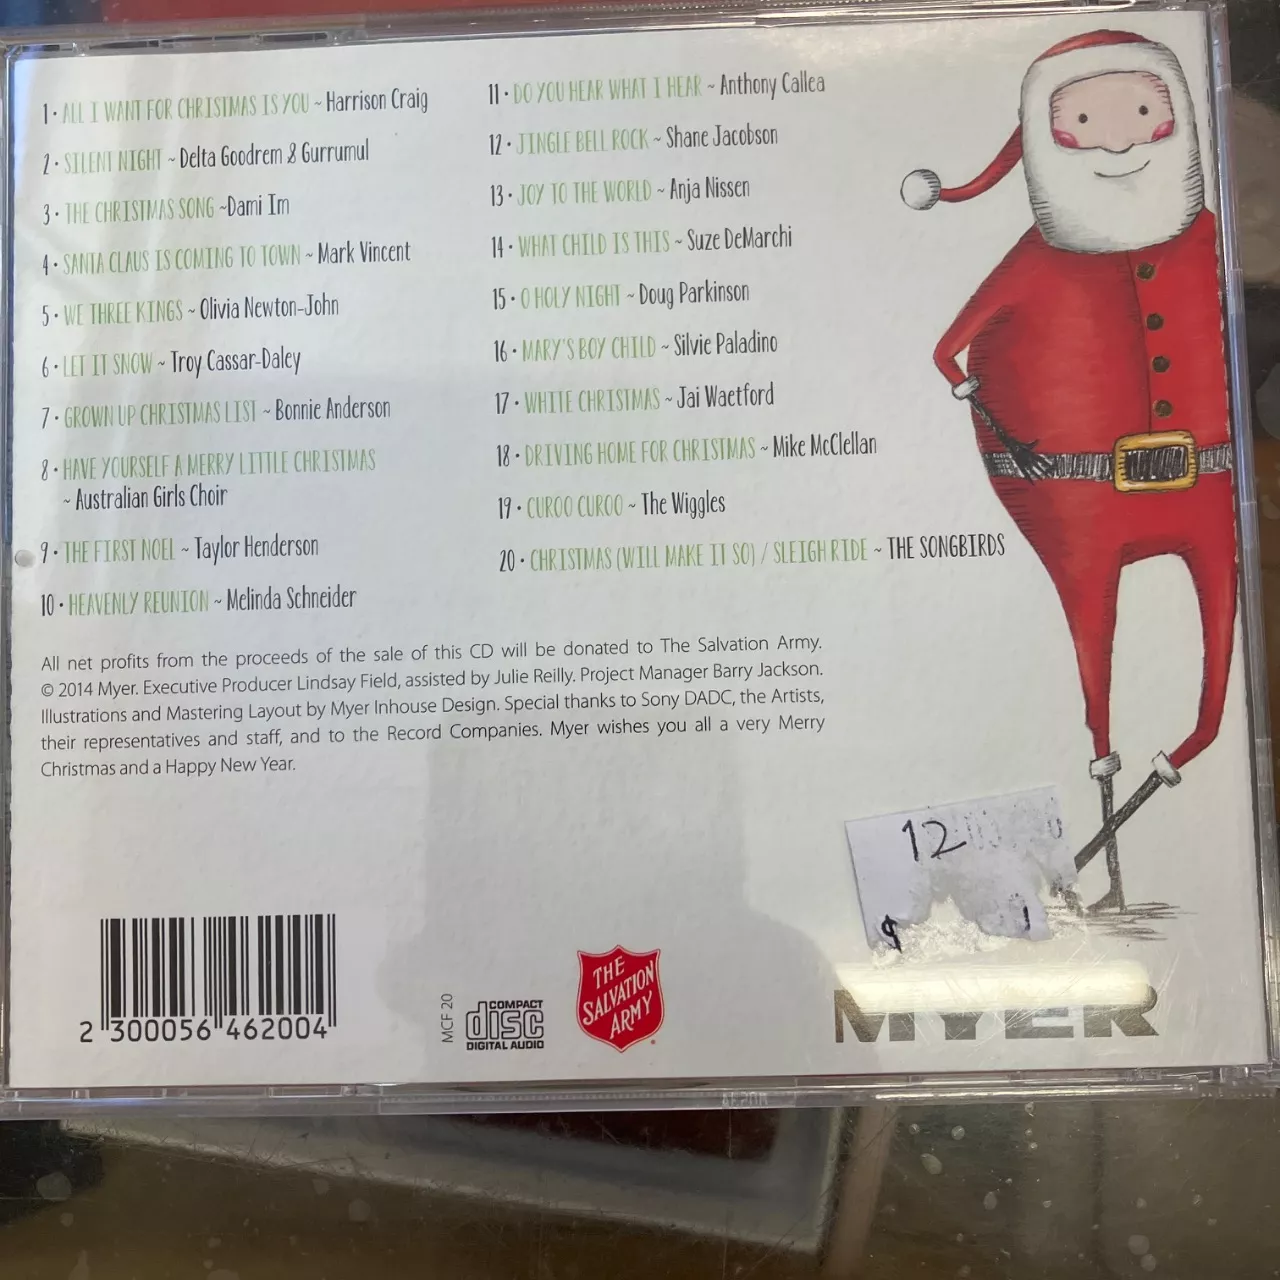 1 • ALL I WANT FOR CHRISTMAS IS YOU ~ Harrison Craig
2 • SILENT NIGHT ~ Delta Goodrem & Gurrumul
3 • THE CHRISTMAS SONG ~Dami Im
4 • SANTA CLAUS IS COMING TO TOWN ~ Mark Vincent
5 • WE THREE KINGS ~ Olivia Newton-John
6 • LET IT SNOW ~ Troy Cassar-Daley
7 • GROWN UP CHRISTMAS LIST ~ Bonnie Anderson
8 • HAVE YOURSELF A MERRY LITTLE CHRISTMAS
~ Australian Girls Choir
9 • THE FIRST NOEL ~ Taylor Henderson
10 • HEAVENLY REUNION ~ Melinda Schneider
11 • DO YOU HEAR WHAT I HEAR ~ Anthony Callea
12 • JINGLE BELL ROCK ~ Shane Jacobson
13 • JOY TO THE WORLD ~ Anja Nissen
14 • WHAT CHILD IS THIS ~ Suze DeMarchi
15 • O HOLY NIGHT ~ Doug Parkinson
16 • MARY'S BOY CHILD ~ Silvie Paladino
17 • WHITE CHRISTMAS ~ Jai Waetford
18 • DRIVING HOME FOR CHRISTMAS ~ Mike McClellan
19 • CUROO CUROO ~ The Wiggles
20 • CHRISTMAS (WILL MAKE IT SO) / SLEIGH RIDE ~ THE SONGBIRDS
All net profits from the proceeds of the sale of this CD will be donated to The Salvation Army.
© 2014 Myer. Executive Producer Lindsay Field, assisted by Julie Reilly. Project Manager Barry Jackson.
Illustrations and Mastering Layout by Myer Inhouse Design. Special thanks to Sony DADC, the Artists,
their representatives and staff, and to the Record Companies. Myer wishes you all a very Merry
Christmas and a Happy New Year.
12
$ 1
2 300056 462004
MCF 20
COMPACT
disc
DIGITAL AUDIO
THE
SALVATION
ARMY
MYER